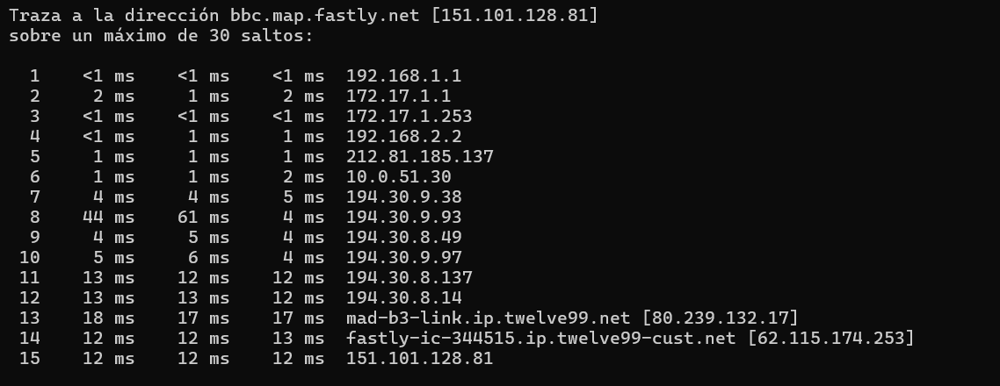 Traza a la dirección bbc.map.fastly.net [151.101.128.81]
sobre un máximo de 30 saltos:
1 <1 ms <1 ms <1 ms 192.168.1.1
2 2 ms 1 ms 2 ms 172.17.1.1
3 <1 ms <1 ms <1 ms 172.17.1.253
4 <1 ms 1 ms 1 ms 192.168.2.2
5 1 ms 1 ms 1 ms 212.81.185.137
6 1 ms 1 ms 2 ms 10.0.51.30
7 4 ms 4 ms 5 ms 194.30.9.38
8 44 ms 61 ms 4 ms 194.30.9.93
9 4 ms 5 ms 4 ms 194.30.8.49
10 5 ms 6 ms 4 ms 194.30.9.97
11 13 ms 12 ms 12 ms 194.30.8.137
12 13 ms 13 ms 12 ms 194.30.8.14
13 18 ms 17 ms 17 ms mad-b3-link.ip.twelve99.net [80.239.132.17]
14 12 ms 12 ms 13 ms fastly-ic-344515.ip.twelve99-cust.net [62.115.174.253]
15 12 ms 12 ms 12 ms 151.101.128.81